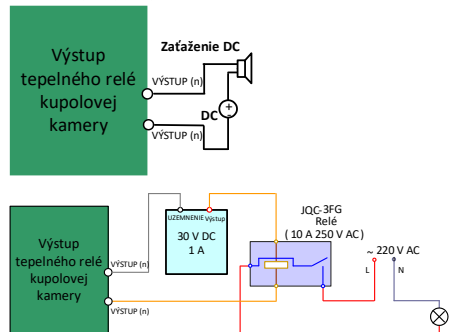 Výstup
tepelného relé
kupolovej
kamery
Zaťaženie DC
VÝSTUP (n)
DC
+
-
VÝSTUP (n)
Výstup
tepelného relé
kupolovej
kamery
VÝSTUP (n)
VÝSTUP (n)
UZEMNENIE Výstup
30 V DC
1 A
JQC-3FG
Relé
( 10 A 250 V AC )
~ 220 V AC
L N